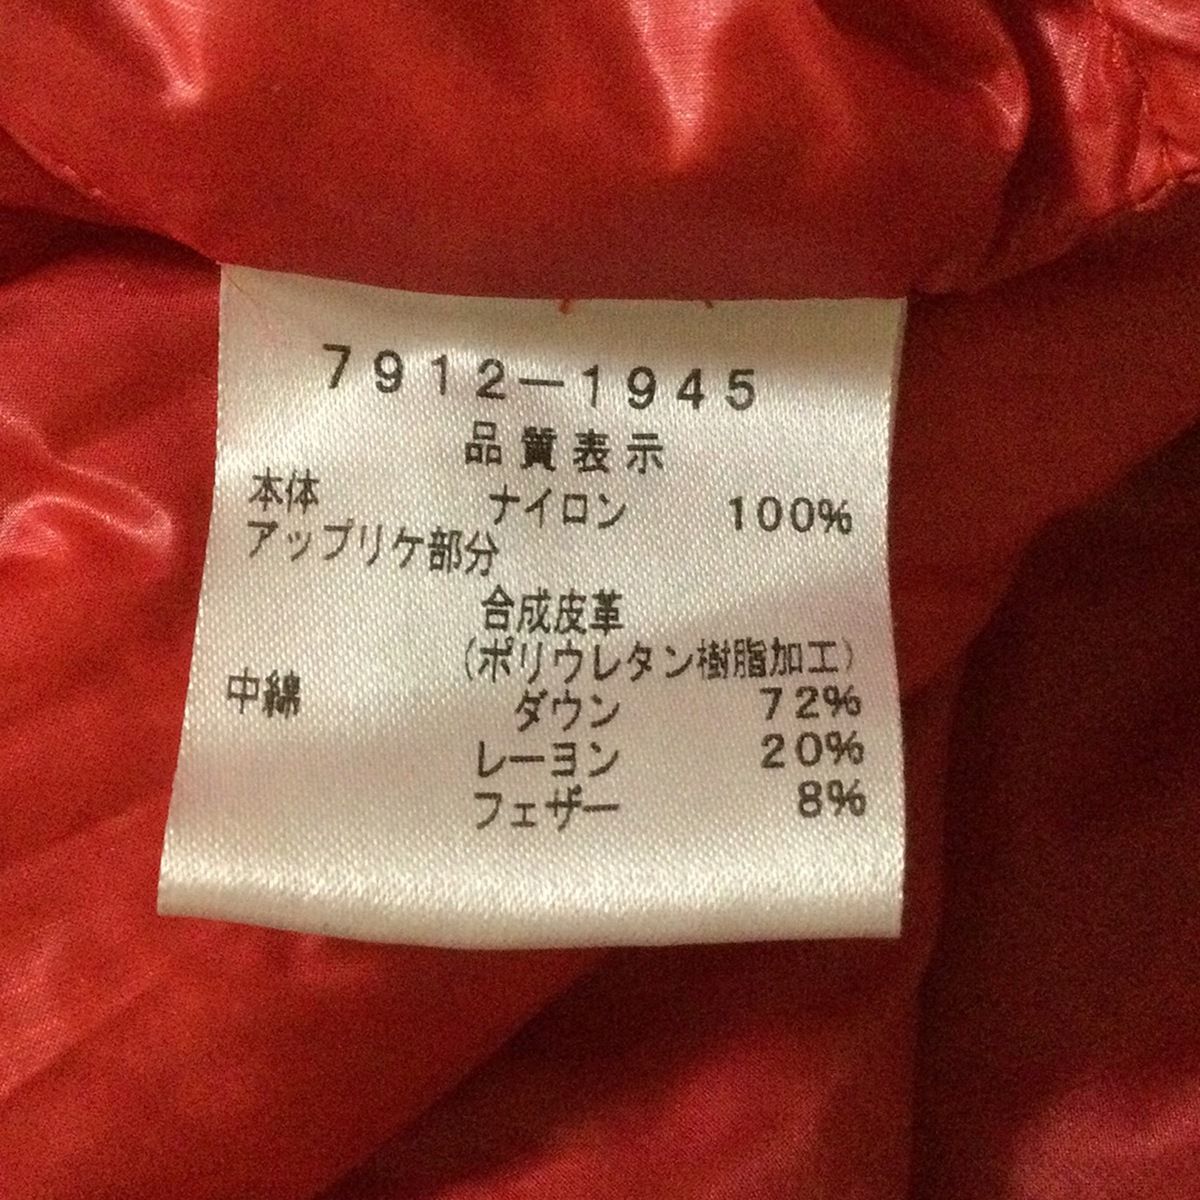 7912-1945
品質表示
本体 ナイロン 100%
アップリケ部分
合成皮革
(ポリウレタン樹脂加工)
中綿 ダウン 72%
レーヨン 20%
フェザー 8%